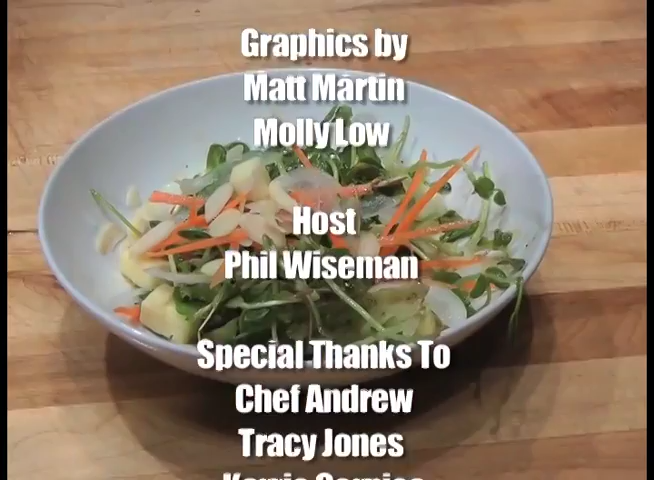 Graphics by
Matt Martin
Molly Low
Host
Phil Wiseman
Special Thanks To
Chef Andrew
Tracy Jones